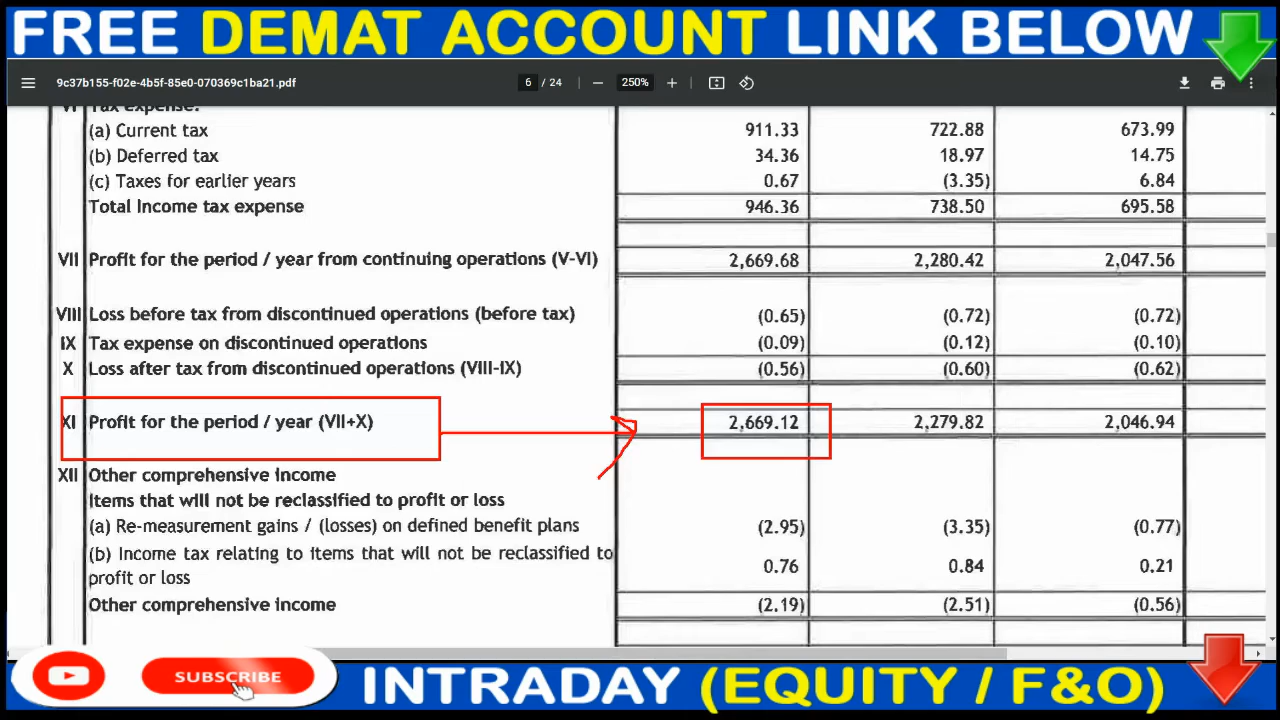 FREE DEMAT ACCOUNT LINK BELOW
9c37b155-f02e-4b5f-85e0-070369c1ba21.pdf 6 / 24 250%
VI Tax expense:
(a) Current tax 911.33 722.88 673.99
(b) Deferred tax 34.36 18.97 14.75
(c) Taxes for earlier years 0.67 (3.35) 6.84
Total Income tax expense 946.36 738.50 695.58
VII Profit for the period / year from continuing operations (V-VI) 2,669.68 2,280.42 2,047.56
VIII Loss before tax from discontinued operations (before tax) (0.65) (0.72) (0.72)
IX Tax expense on discontinued operations (0.09) (0.12) (0.10)
X Loss after tax from discontinued operations (VIII-IX) (0.56) (0.60) (0.62)
XI Profit for the period / year (VII+X) 2,669.12 2,279.82 2,046.94
XII Other comprehensive income
Items that will not be reclassified to profit or loss
(a) Re-measurement gains / (losses) on defined benefit plans (2.95) (3.35) (0.77)
(b) Income tax relating to items that will not be reclassified to
profit or loss 0.76 0.84 0.21
Other comprehensive income (2.19) (2.51) (0.56)
SUBSCRIBE INTRADAY (EQUITY / F&O)